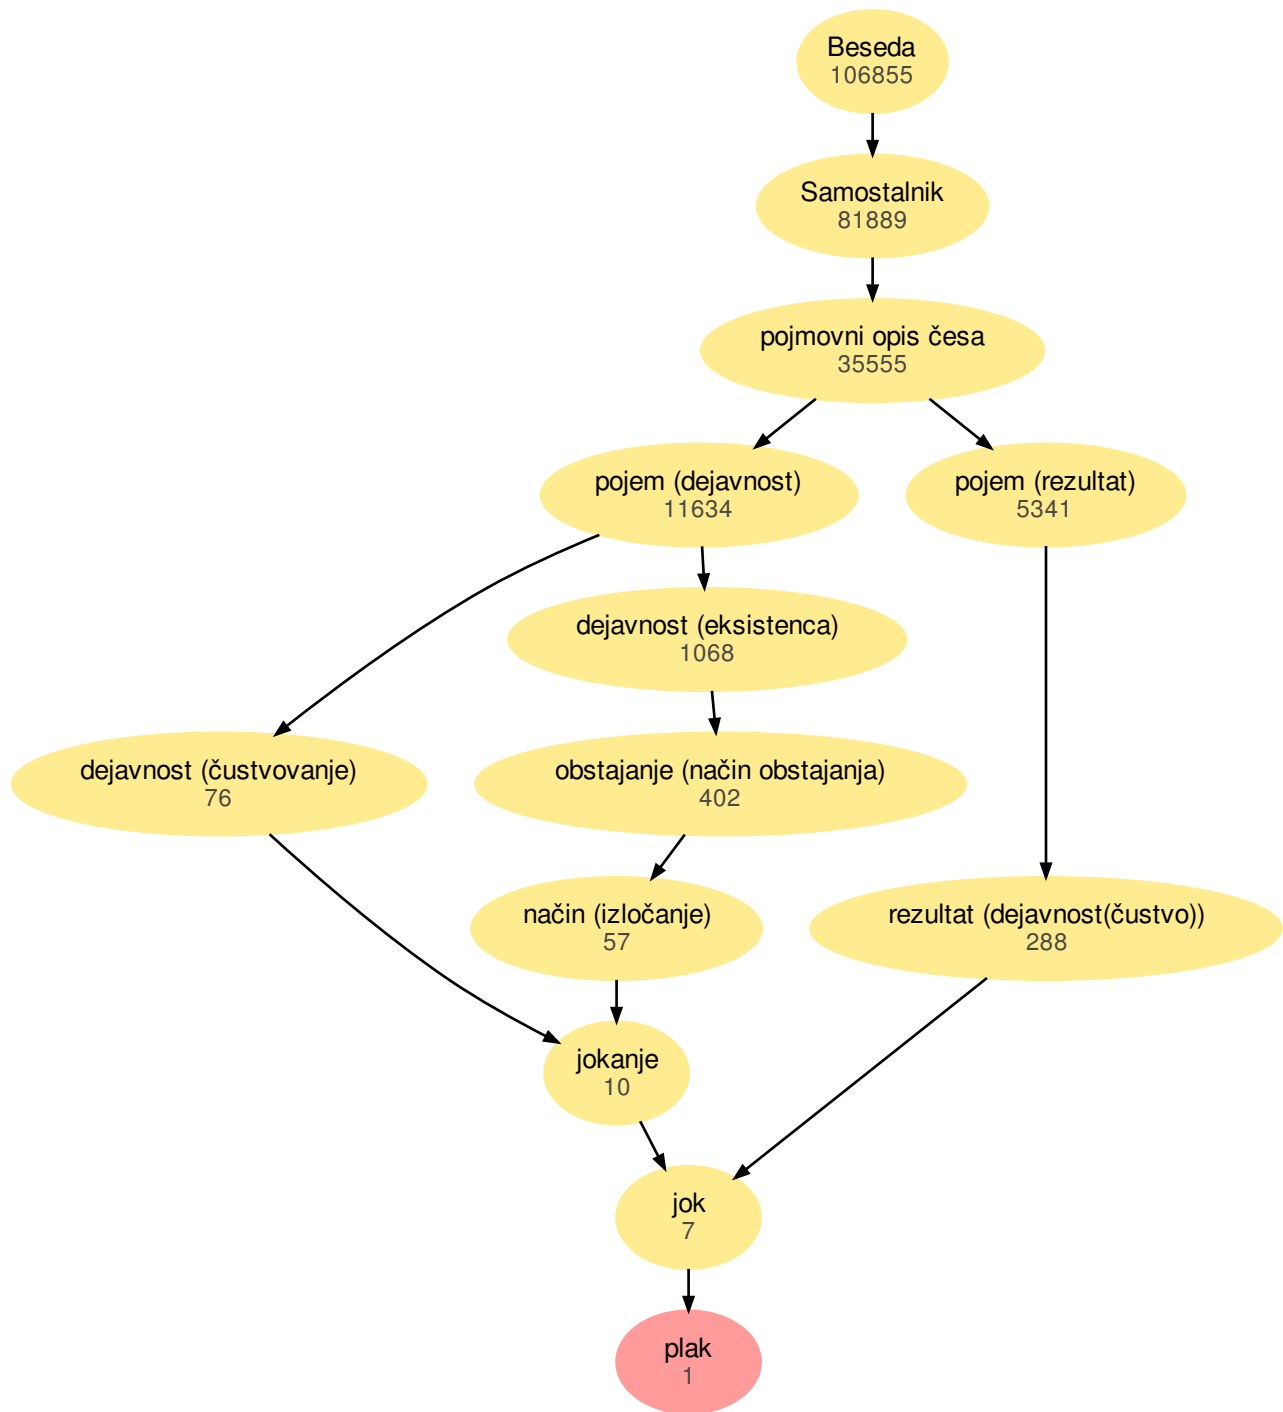 Beseda
106855
Samostalnik
81889
pojmovni opis česa
35555
pojem (dejavnost)
11634
pojem (rezultat)
5341
dejavnost (eksistenca)
1068
dejavnost (čustvovanje)
76
obstajanje (način obstajanja)
402
način (izločanje)
57
rezultat (dejavnost(čustvo))
288
jokanje
10
jok
7
plak
1